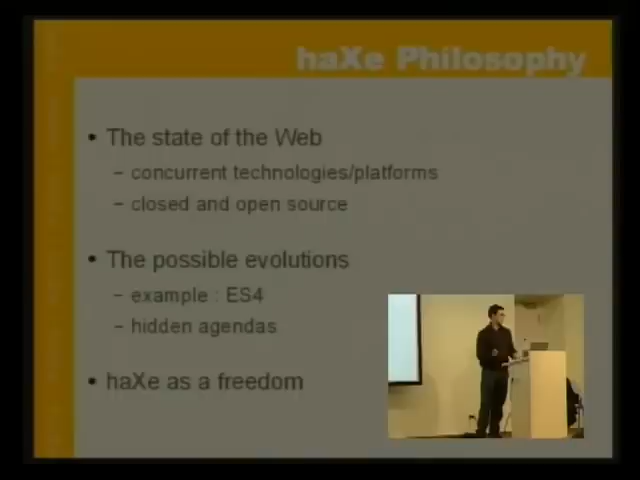 haXe Philosophy
• The state of the Web
– concurrent technologies/platforms
– closed and open source
• The possible evolutions
– example : ES4
– hidden agendas
• haXe as a freedom